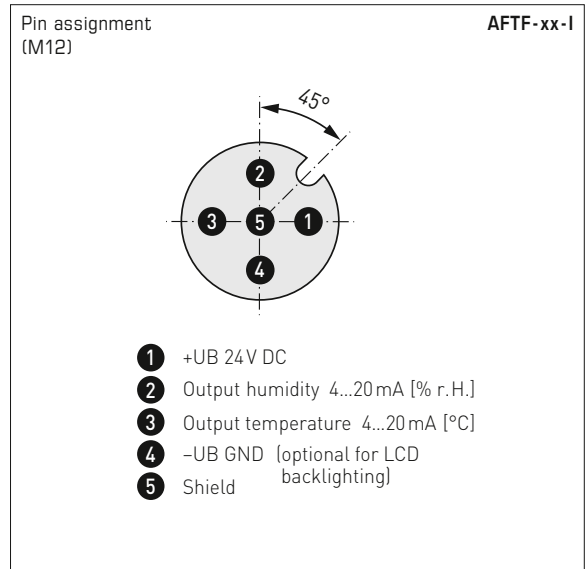 Pin assignment
(M12)
AFTF-xx-I
45°
2
3 5 1
4
1 +UB 24V DC
2 Output humidity 4...20mA [% r.H.]
3 Output temperature 4...20mA [°C]
4 –UB GND (optional for LCD
backlighting)
5 Shield